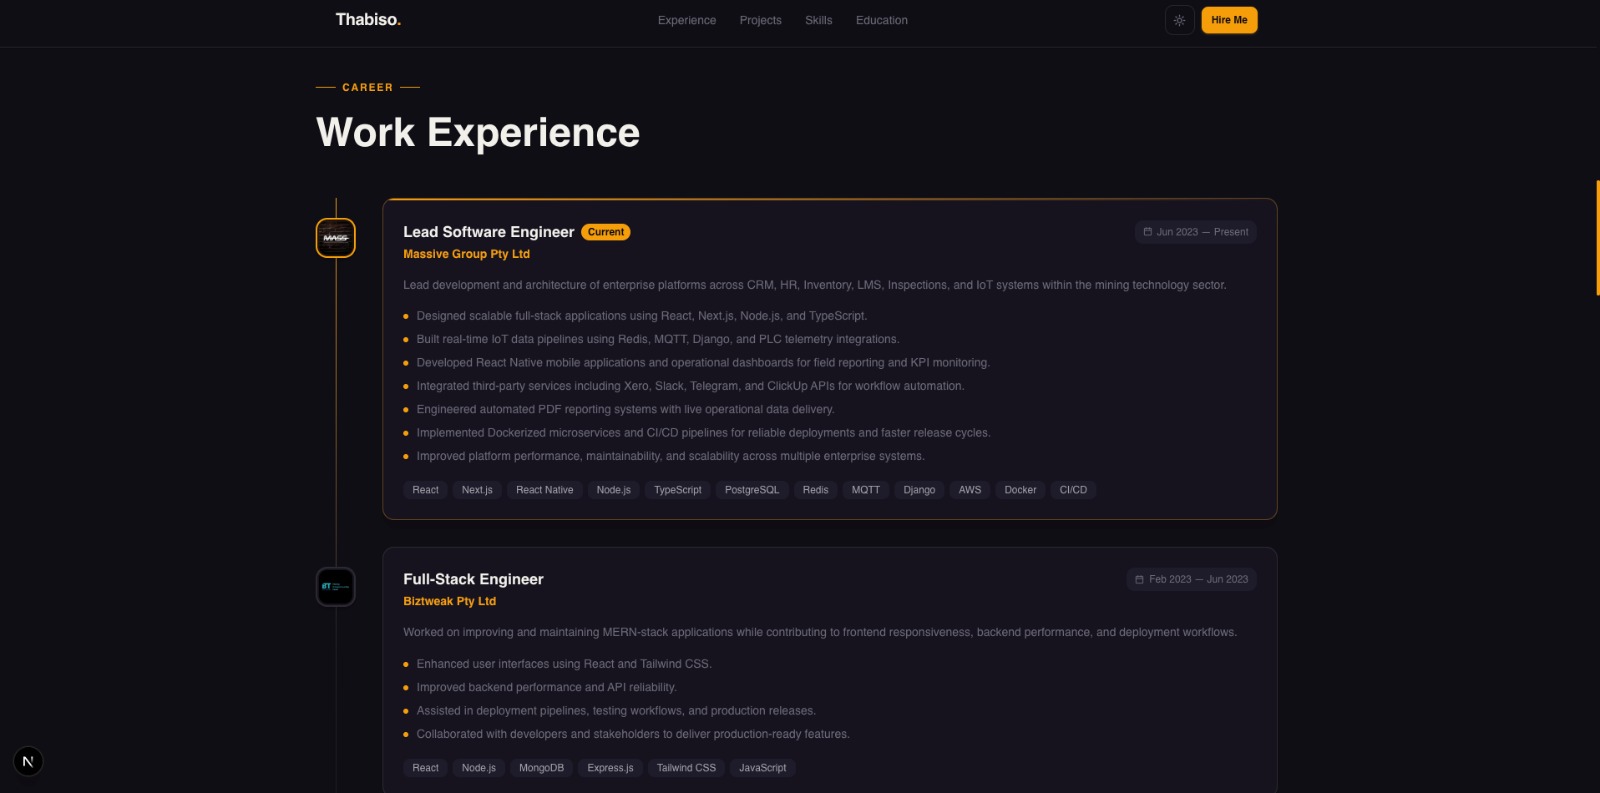 Thabiso.
Experience Projects Skills Education
Hire Me
CAREER
Work Experience
MASS
Lead Software Engineer Current
Jun 2023 — Present
Massive Group Pty Ltd
Lead development and architecture of enterprise platforms across CRM, HR, Inventory, LMS, Inspections, and IoT systems within the mining technology sector.
Designed scalable full-stack applications using React, Next.js, Node.js, and TypeScript.
Built real-time IoT data pipelines using Redis, MQTT, Django, and PLC telemetry integrations.
Developed React Native mobile applications and operational dashboards for field reporting and KPI monitoring.
Integrated third-party services including Xero, Slack, Telegram, and ClickUp APIs for workflow automation.
Engineered automated PDF reporting systems with live operational data delivery.
Implemented Dockerized microservices and CI/CD pipelines for reliable deployments and faster release cycles.
Improved platform performance, maintainability, and scalability across multiple enterprise systems.
React Next.js React Native Node.js TypeScript PostgreSQL Redis MQTT Django AWS Docker CI/CD
Full-Stack Engineer
Feb 2023 — Jun 2023
Biztweak Pty Ltd
Worked on improving and maintaining MERN-stack applications while contributing to frontend responsiveness, backend performance, and deployment workflows.
Enhanced user interfaces using React and Tailwind CSS.
Improved backend performance and API reliability.
Assisted in deployment pipelines, testing workflows, and production releases.
Collaborated with developers and stakeholders to deliver production-ready features.
React Node.js MongoDB Express.js Tailwind CSS JavaScript
N